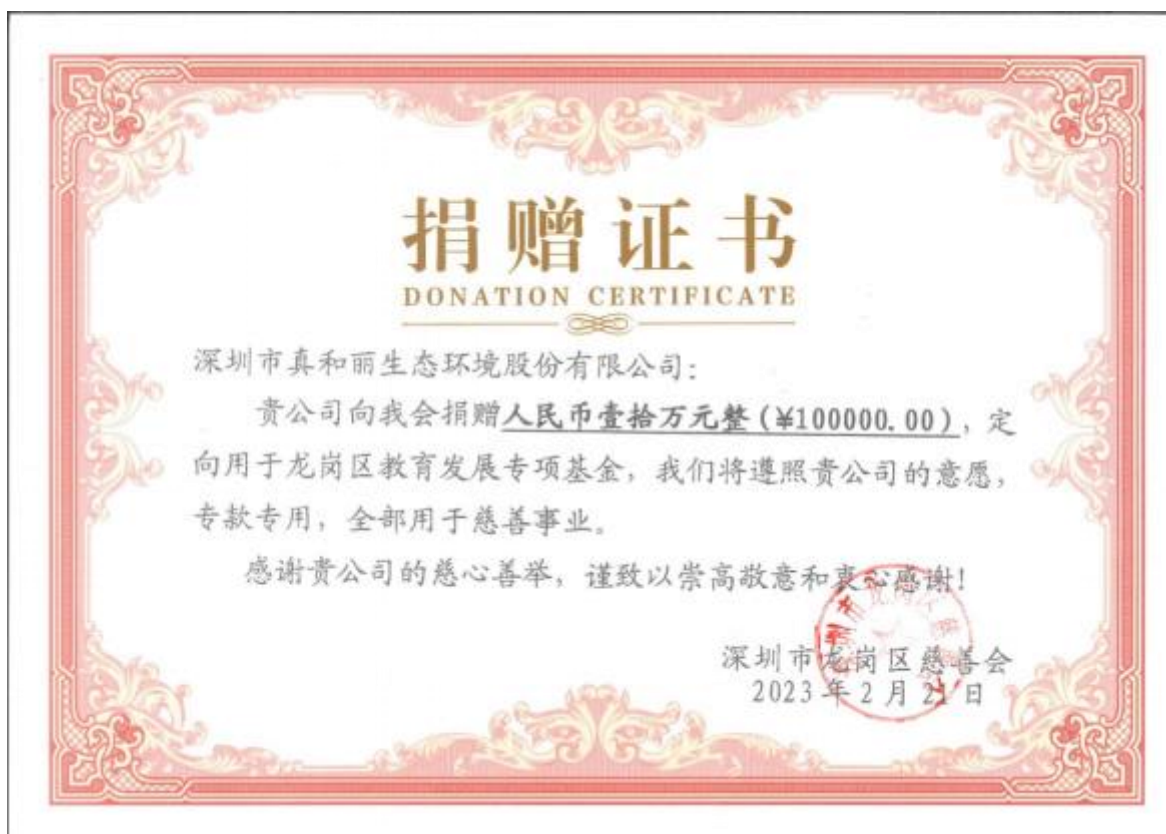 捐赠证书
DONATION CERTIFICATE
深圳市真和丽生态环境股份有限公司:
贵公司向我会捐赠人民币壹拾万元整(¥100000.00),定
向用于龙岗区教育发展专项基金,我们将遵照贵公司的意愿,
专款专用,全部用于慈善事业。
感谢贵公司的慈心善举,谨致以崇高敬意和衷心感谢!
深圳市龙岗区慈善会
2023年2月21日